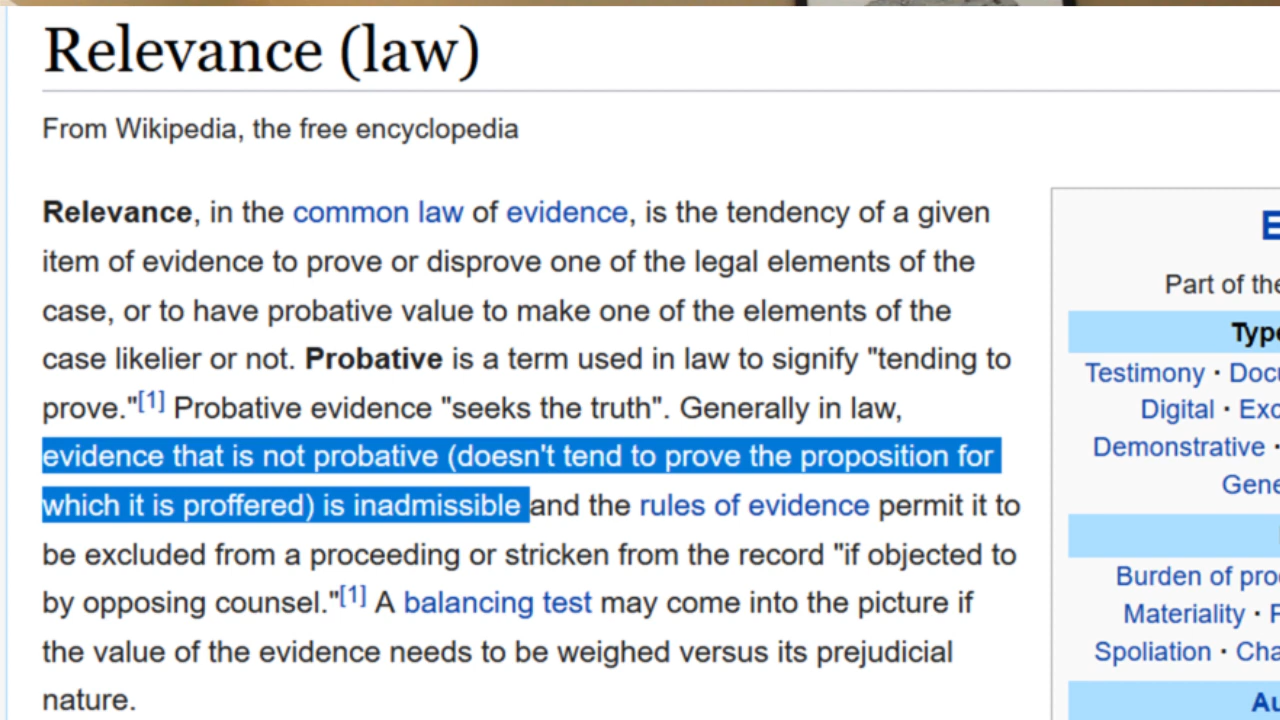 Relevance (law)
From Wikipedia, the free encyclopedia
Relevance, in the common law of evidence, is the tendency of a given
item of evidence to prove or disprove one of the legal elements of the
case, or to have probative value to make one of the elements of the
case likelier or not. Probative is a term used in law to signify "tending to
prove."[1] Probative evidence "seeks the truth". Generally in law,
evidence that is not probative (doesn't tend to prove the proposition for
which it is proffered) is inadmissible and the rules of evidence permit it to
be excluded from a proceeding or stricken from the record "if objected to
by opposing counsel."[1] A balancing test may come into the picture if
the value of the evidence needs to be weighed versus its prejudicial
nature.
Part of the
Testimony ·
Digital ·
Demonstrative ·
Burden of
Materiality ·
Spoliation ·